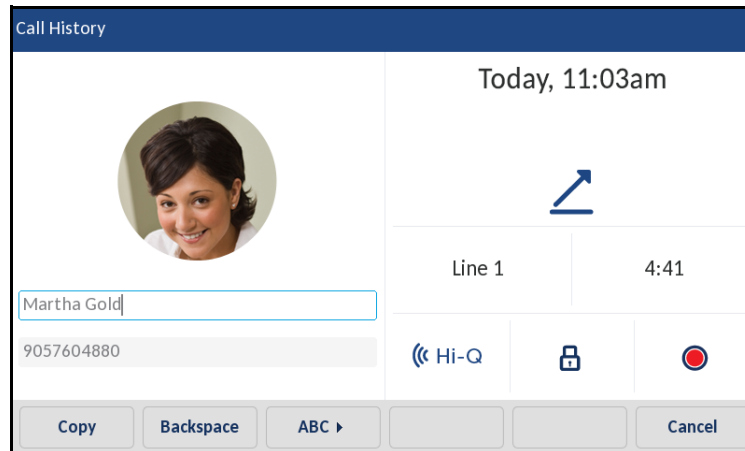 Call History
Today, 11:03am
Line 1
4:41
Martha Gold
9057604880
Hi-Q
Copy
Backspace
ABC
Cancel